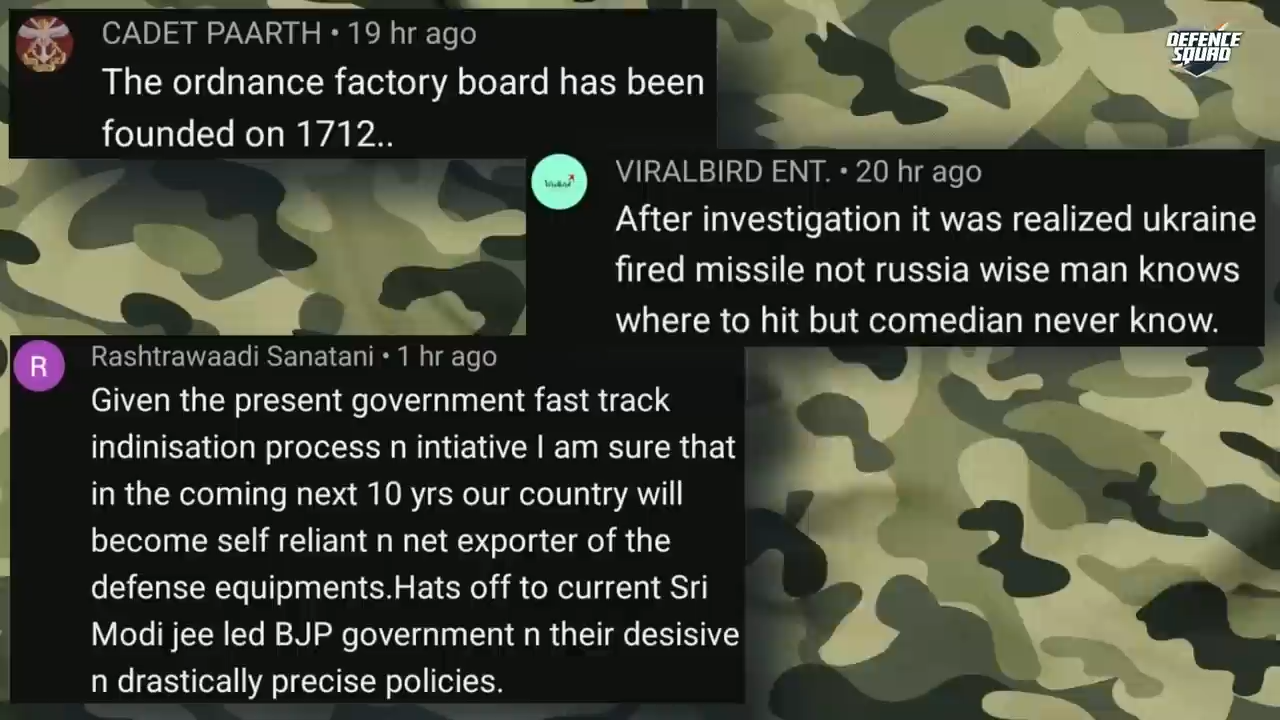 CADET PAARTH • 19 hr ago
The ordnance factory board has been
founded on 1712..
DEFENCE
SQUAD
VIRALBIRD ENT. • 20 hr ago
After investigation it was realized ukraine
fired missile not russia wise man knows
where to hit but comedian never know.
R
Rashtrawaadi Sanatani • 1 hr ago
Given the present government fast track
indinisation process n intiative I am sure that
in the coming next 10 yrs our country will
become self reliant n net exporter of the
defense equipments.Hats off to current Sri
Modi jee led BJP government n their desisive
n drastically precise policies.